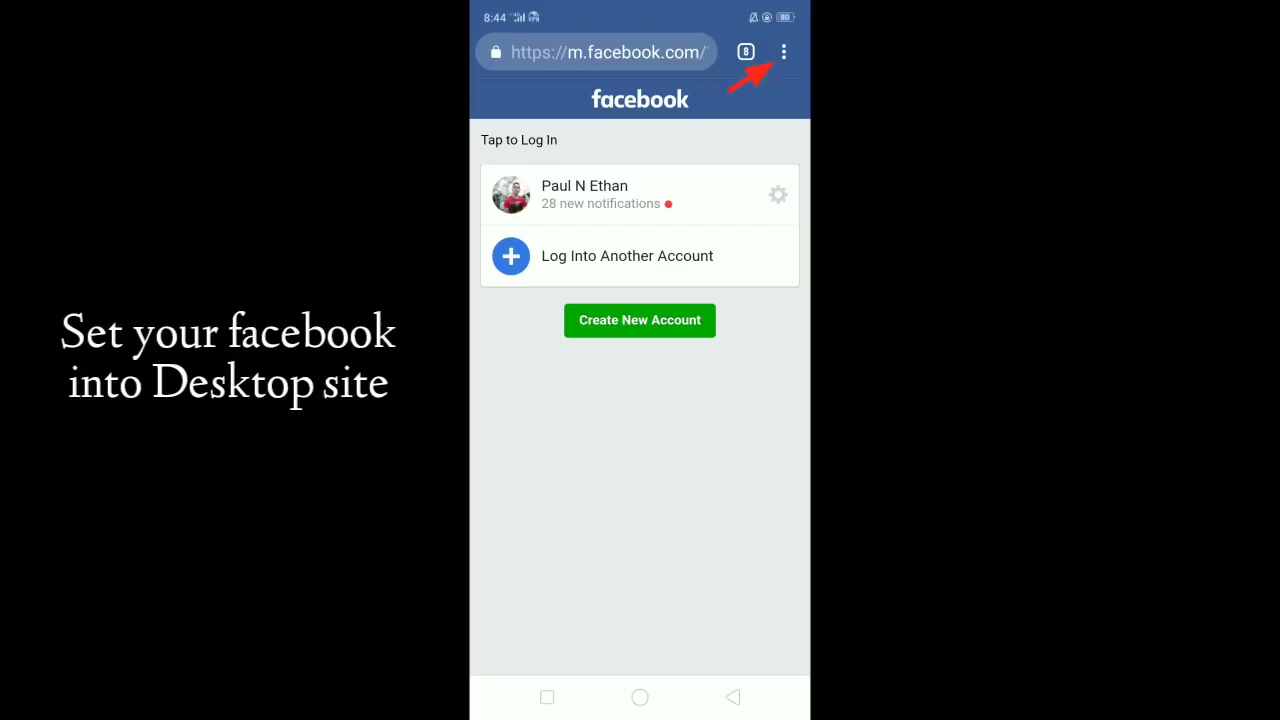 8:44
80
https://m.facebook.com/
8
facebook
Tap to Log In
Paul N Ethan
28 new notifications
Log Into Another Account
Create New Account
Set your facebook
into Desktop site